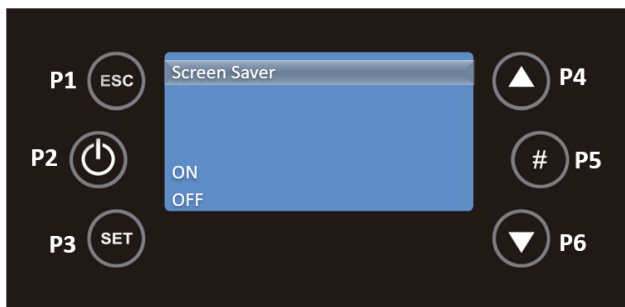 P1 ESC
Screen Saver
P4
P2
# P5
ON
OFF
P3 SET
P6